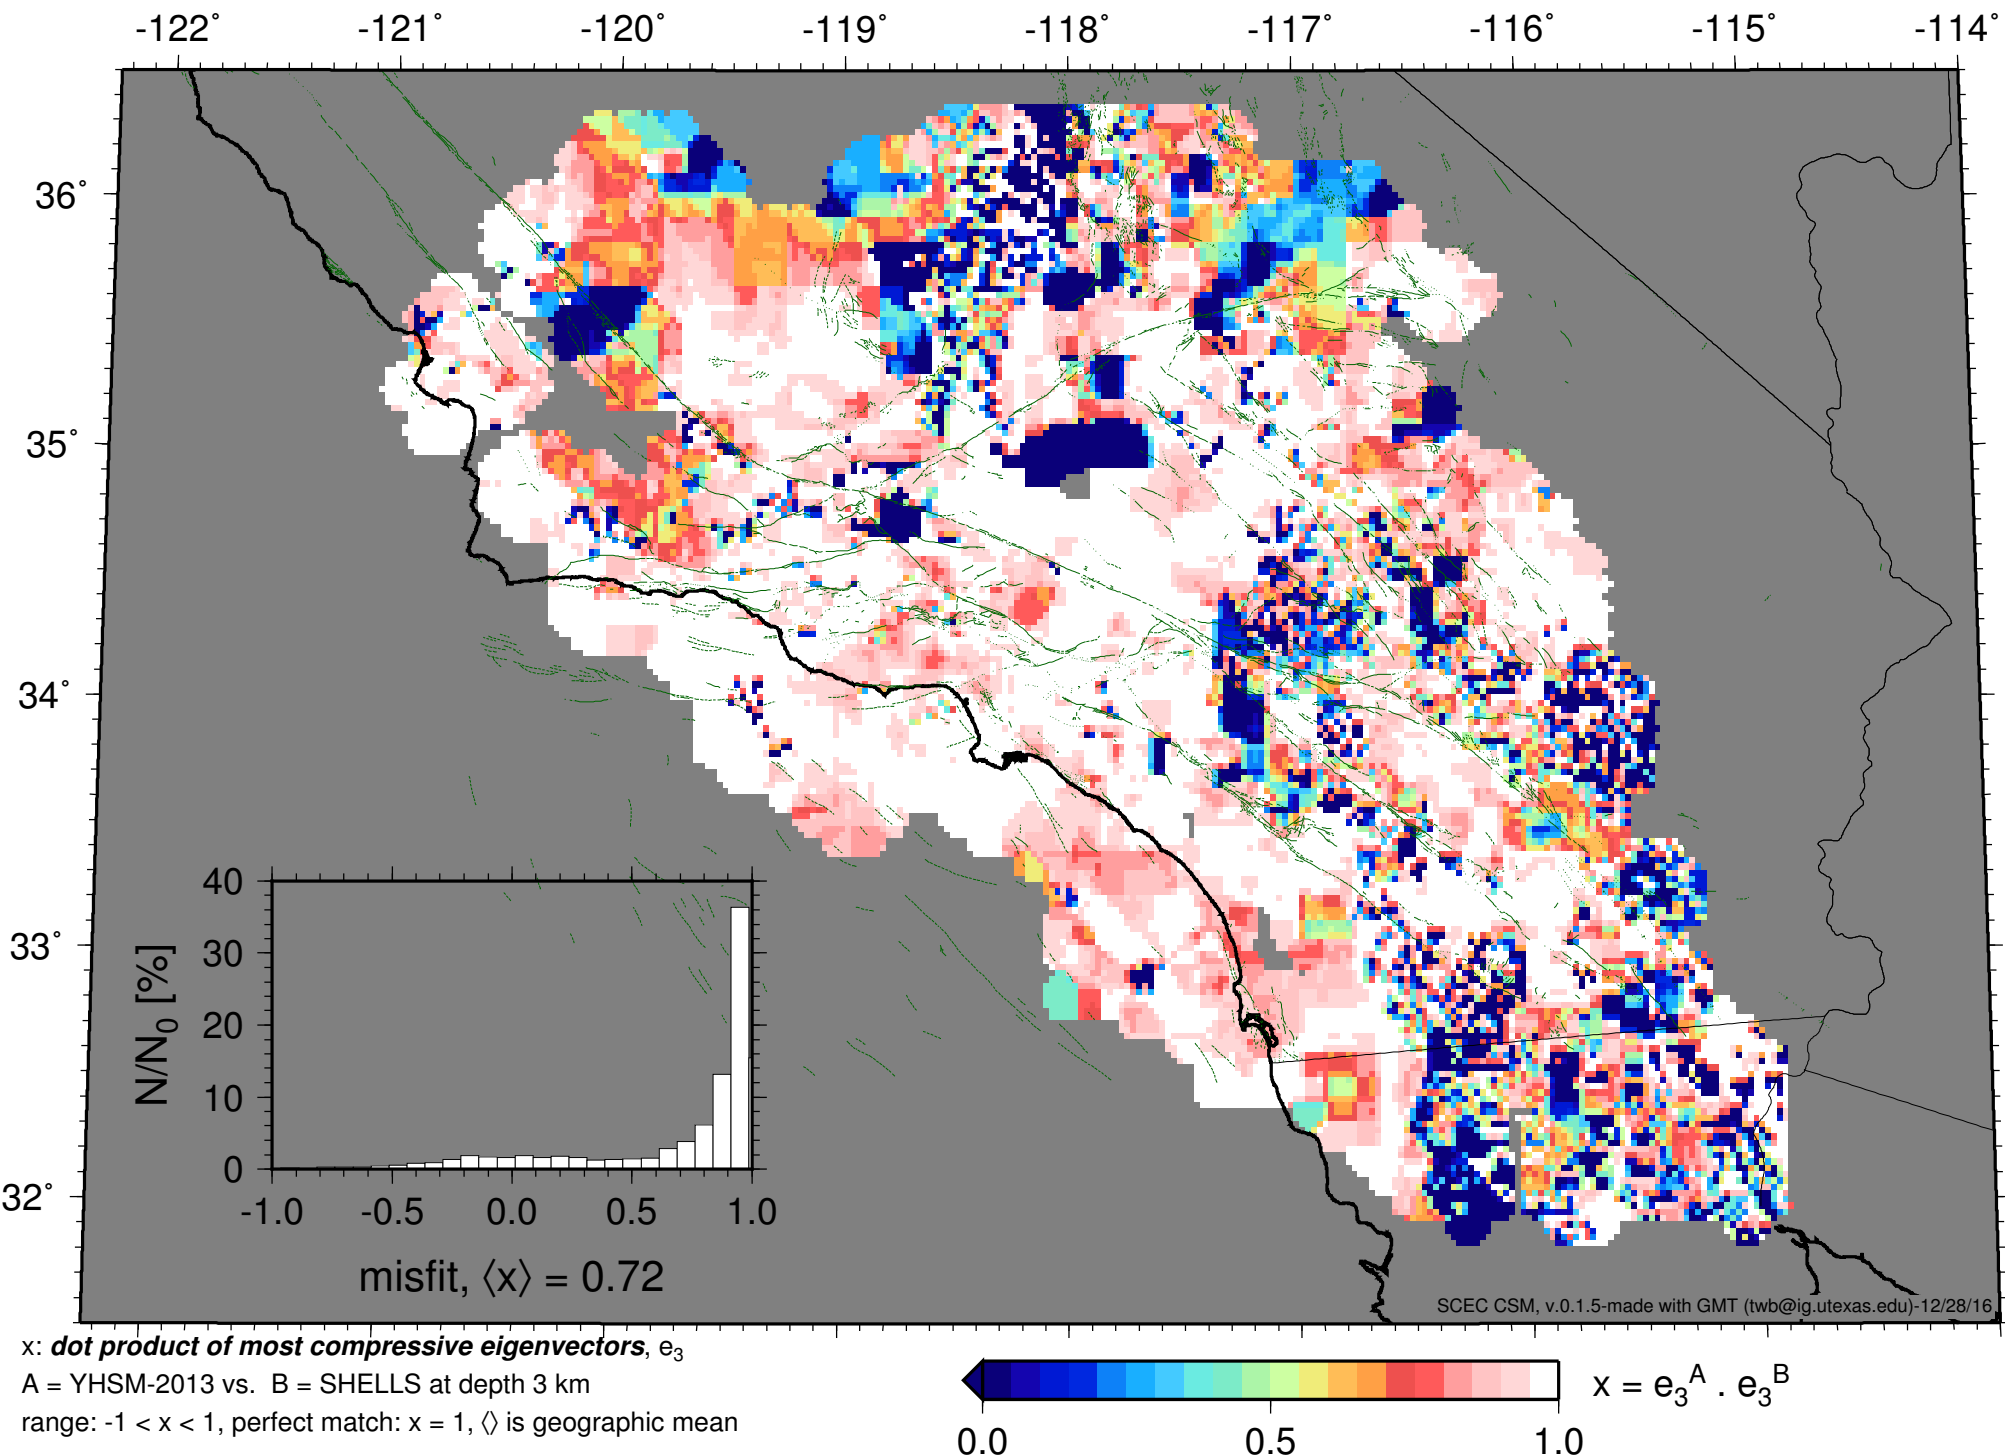 -122° -121° -120° -119° -118° -117° -116° -115° -114°
36°
35°
34°
33°
32°
40
30
20
10
0
N/N0 [%]
-1.0 -0.5 0.0 0.5 1.0
misfit, ⟨x⟩ = 0.72
SCEC CSM, v.0.1.5-made with GMT (twb@ig.utexas.edu)-12/28/16
x: dot product of most compressive eigenvectors, e3
A = YHSM-2013 vs. B = SHELLS at depth 3 km
range: -1 < x < 1, perfect match: x = 1, ⟨⟩ is geographic mean
x = e3^A . e3^B
0.0 0.5 1.0